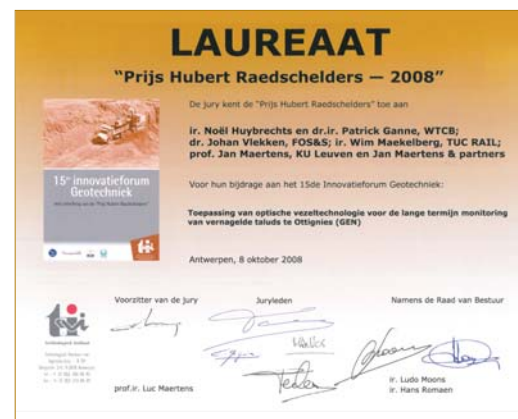 LAUREAAT
“Prijs Hubert Raedschelders — 2008”
De jury kent de “Prijs Hubert Raedschelders” toe aan
ir. Noël Huybrechts en dr.ir. Patrick Ganne, WTCB;
dr. Johan Vlekken, FOS&S; ir. Wim Maekelberg, TUC RAIL;
prof. Jan Maertens, KU Leuven en Jan Maertens & partners
15de innovatieforum
Geotechniek
Voor hun bijdrage aan het 15de Innovatieforum Geotechniek:
Toepassing van optische vezeltechnologie voor de lange termijn monitoring
van vernagelde taluds te Ottignies (GEN)
Antwerpen, 8 oktober 2008
Voorzitter van de jury
Juryleden
Namens de Raad van Bestuur
ti
technologisch instituut
prof.ir. Luc Maertens
ir. Ludo Moons
ir. Hans Romaen